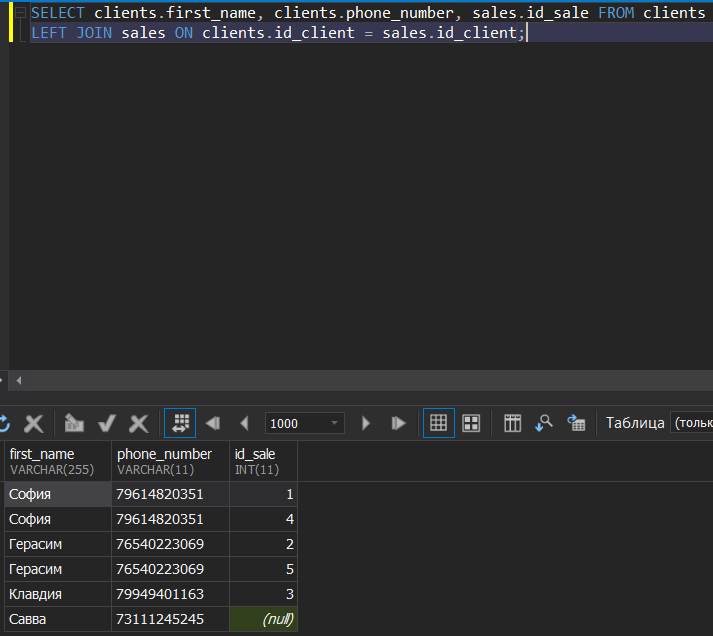 SELECT clients.first_name, clients.phone_number, sales.id_sale FROM clients
LEFT JOIN sales ON clients.id_client = sales.id_client;
1000 Таблица (тольк
first_name phone_number id_sale
VARCHAR(255) VARCHAR(11) INT(11)
София 79614820351 1
София 79614820351 4
Герасим 76540223069 2
Герасим 76540223069 5
Клавдия 79949401163 3
Савва 73111245245 (null)